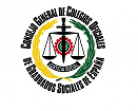 CONSEJO GENERAL DE COLEGIOS OFICIALES
DE GRADUADOS SOCIALES DE ESPAÑA